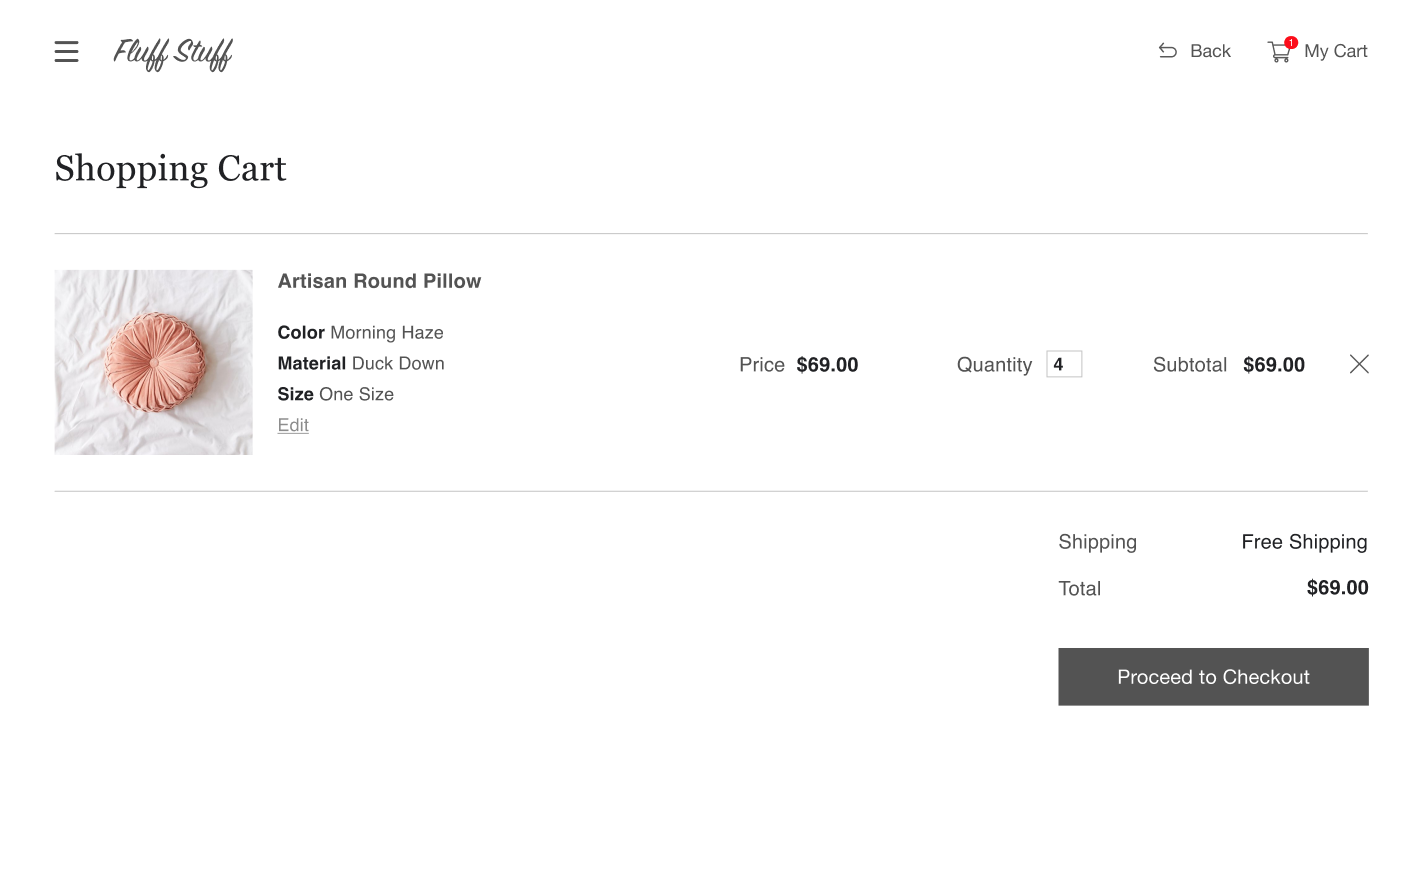 Fluff Stuff
Back
1
My Cart
Shopping Cart
Artisan Round Pillow
Color Morning Haze
Material Duck Down
Size One Size
Edit
Price $69.00
Quantity 4
Subtotal $69.00
Shipping Free Shipping
Total $69.00
Proceed to Checkout